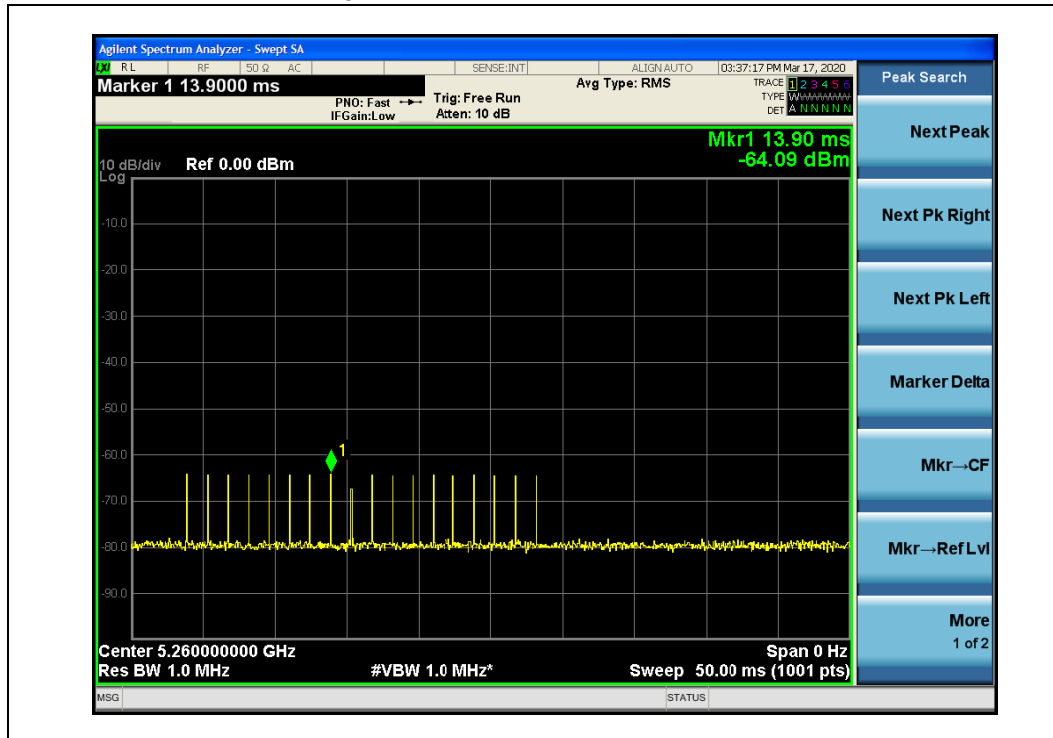 Agilent Spectrum Analyzer - Swept SA
LXI RL RF 50 Ω AC SENSE:INT ALIGN AUTO 03:37:17 PM Mar 17, 2020
Marker 1 13.9000 ms
PNO: Fast
IFGain:Low
Trig: Free Run
Atten: 10 dB
Avg Type: RMS
TRACE 1 2 3 4 5 6
TYPE WWWWWWW
DET A N N N N N
Mkr1 13.90 ms
-64.09 dBm
10 dB/div Ref 0.00 dBm
Log
-10.0
-20.0
-30.0
-40.0
-50.0
-60.0
-70.0
-80.0
-90.0
1
Center 5.260000000 GHz Span 0 Hz
Res BW 1.0 MHz #VBW 1.0 MHz* Sweep 50.00 ms (1001 pts)
MSG STATUS
Peak Search
Next Peak
Next Pk Right
Next Pk Left
Marker Delta
Mkr→CF
Mkr→Ref Lvl
More
1 of 2